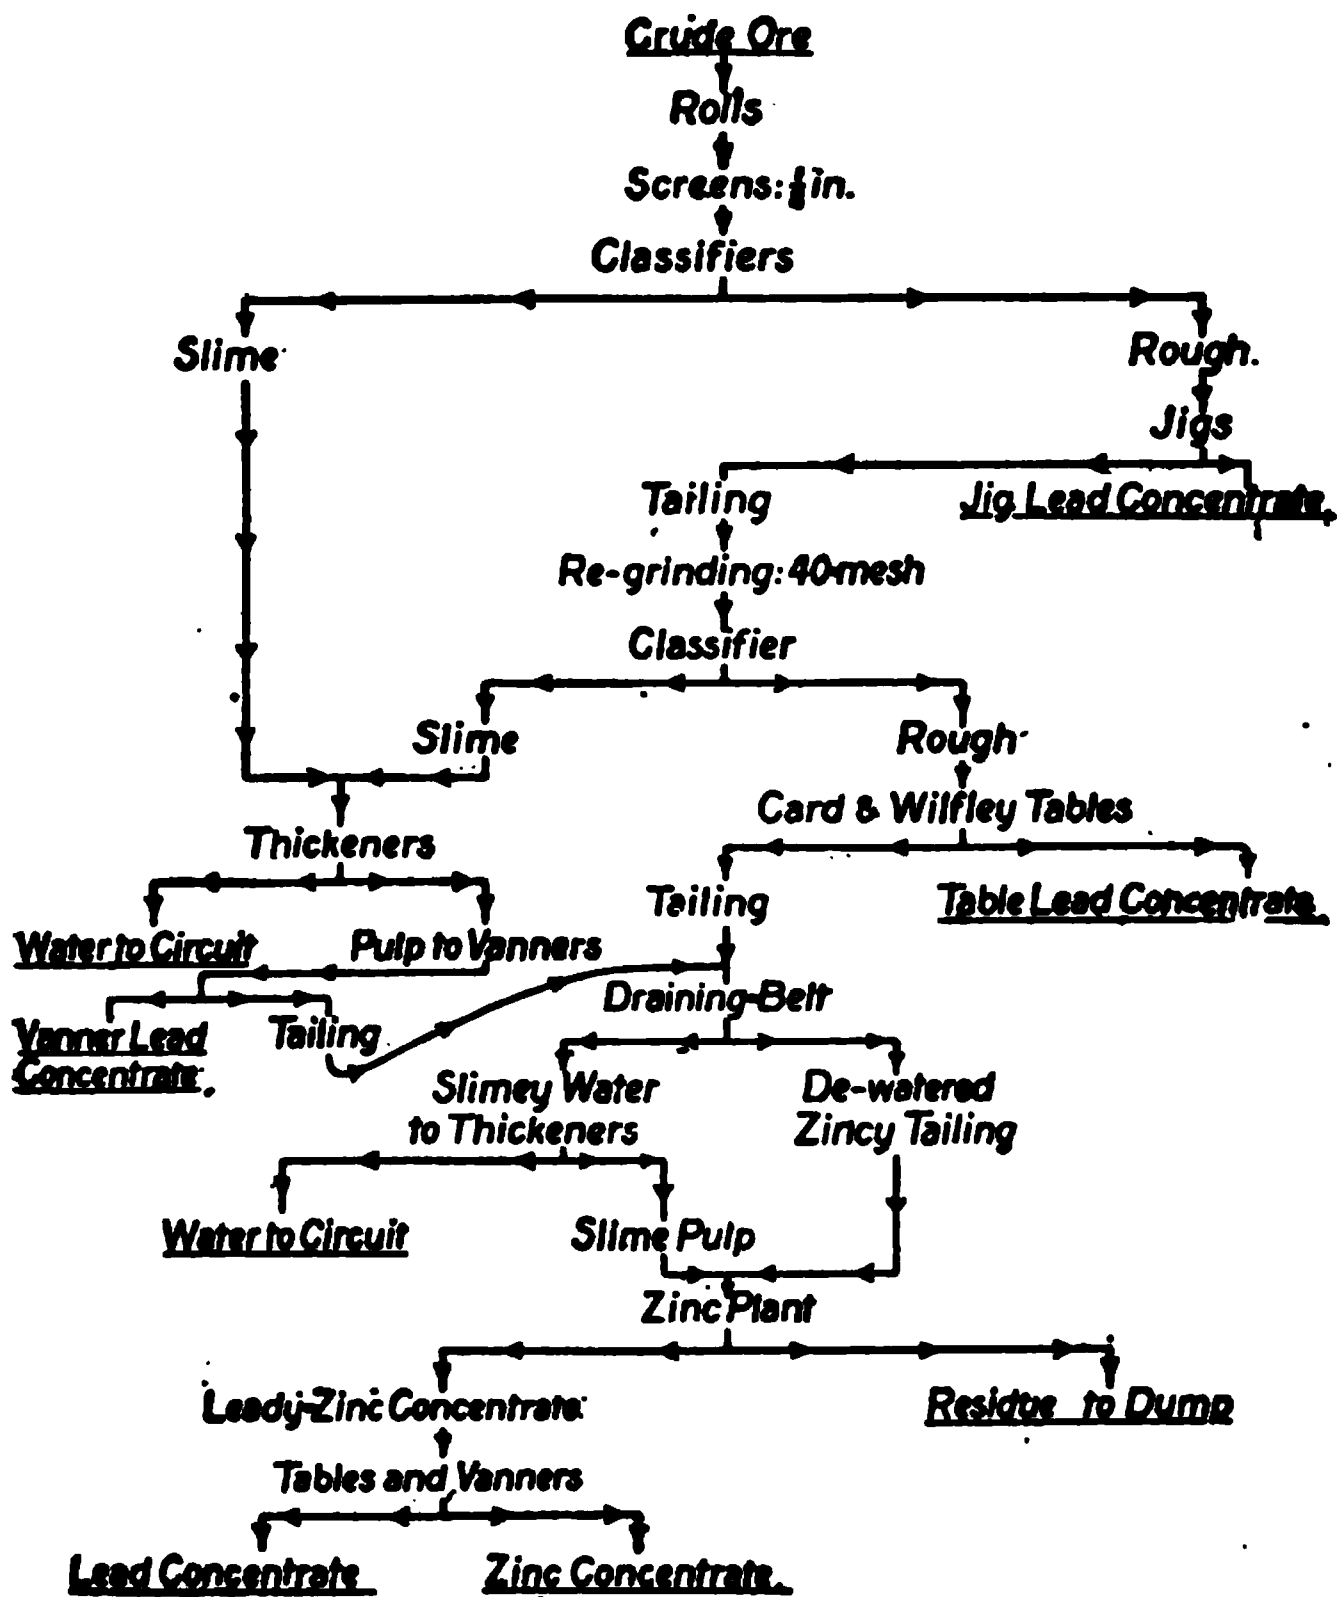 Crude Ore
Rolls
Screens: in.
Classifiers
Slime
Rough.
Jigs
Tailing
Jig Lead Concentrate.
Re-grinding: 40-mesh
Classifier
Slime
Rough
Card & Wilfley Tables
Thickeners
Tailing
Table Lead Concentrate.
Water to Circuit
Pulp to Vanners
Draining-Belt
Vanner Lead
Concentrate.
Tailing
Slimey Water
to Thickeners
De-watered
Zincy Tailing
Water to Circuit
Slime Pulp
Zinc Plant
Leady-Zinc Concentrate.
Residue to Dump
Tables and Vanners
Lead Concentrate
Zinc Concentrate.